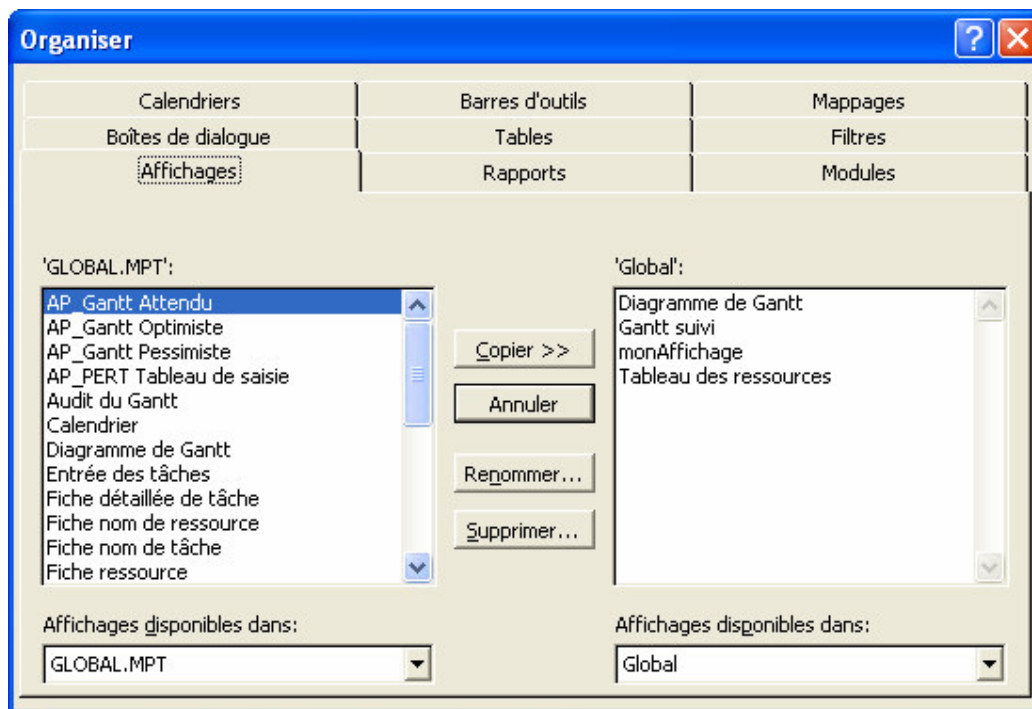 Organiser
Calendriers
Barres d'outils
Mappages
Boîtes de dialogue
Tables
Filtres
Affichages
Rapports
Modules
'GLOBAL.MPT':
AP_Gantt Attendu
AP_Gantt Optimiste
AP_Gantt Pessimiste
AP_PERT Tableau de saisie
Audit du Gantt
Calendrier
Diagramme de Gantt
Entrée des tâches
Fiche détaillée de tâche
Fiche nom de ressource
Fiche nom de tâche
Fiche ressource
Copier >>
Annuler
Renommer...
Supprimer...
'Global':
Diagramme de Gantt
Gantt suivi
monAffichage
Tableau des ressources
Affichages disponibles dans:
GLOBAL.MPT
Affichages disponibles dans:
Global